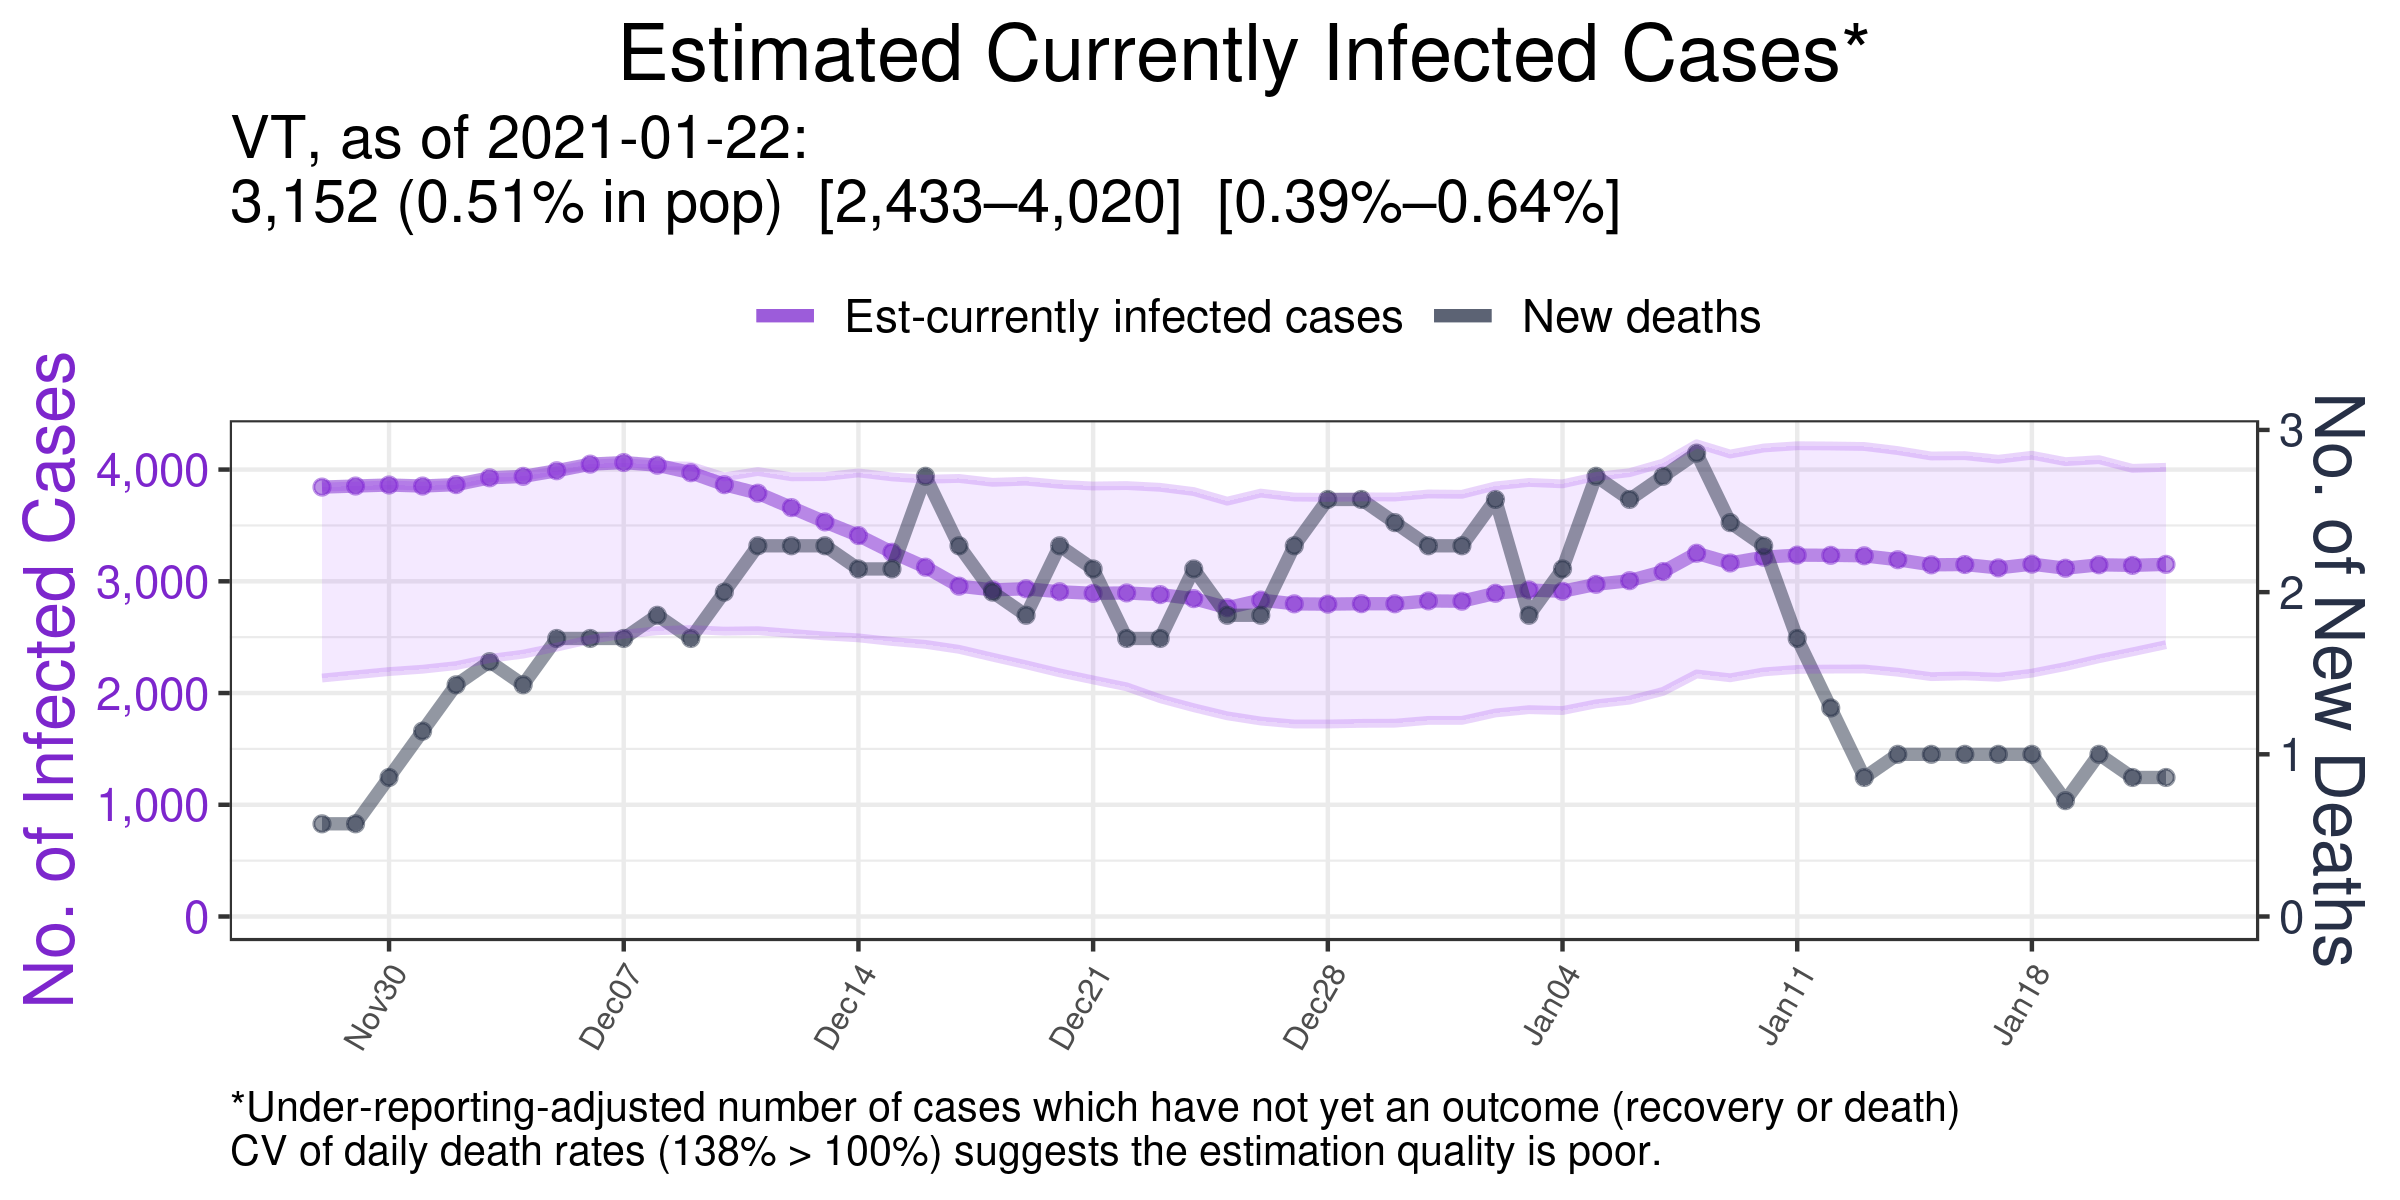 Estimated Currently Infected Cases*
VT, as of 2021-01-22:
3,152 (0.51% in pop)  [2,433–4,020]  [0.39%–0.64%]
Est-currently infected cases
New deaths
No. of Infected Cases
4,000
3,000
2,000
1,000
0
No. of New Deaths
3
2
1
0
Nov30
Dec07
Dec14
Dec21
Dec28
Jan04
Jan11
Jan18
*Under-reporting-adjusted number of cases which have not yet an outcome (recovery or death)
CV of daily death rates (138% > 100%) suggests the estimation quality is poor.